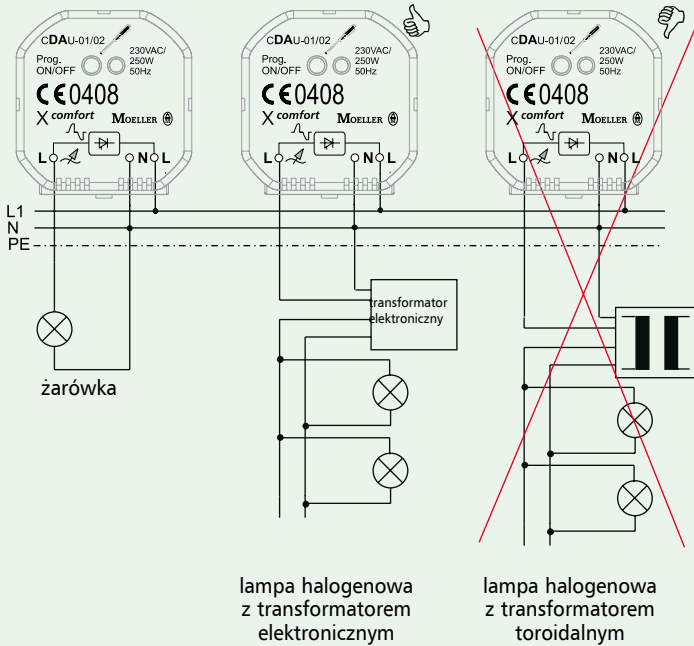 CDAU-01/02
Prog.
ON/OFF
230VAC/
250W
50Hz
CE0408
X comfort MOELLER
L N L
CDAU-01/02
Prog.
ON/OFF
230VAC/
250W
50Hz
CE0408
X comfort MOELLER
L N L
CDAU-01/02
Prog.
ON/OFF
230VAC/
250W
50Hz
CE0408
X comfort MOELLER
L N L
L1
N
PE
transformator
elektroniczny
żarówka
lampa halogenowa
z transformatorem
elektronicznym
lampa halogenowa
z transformatorem
toroidalnym